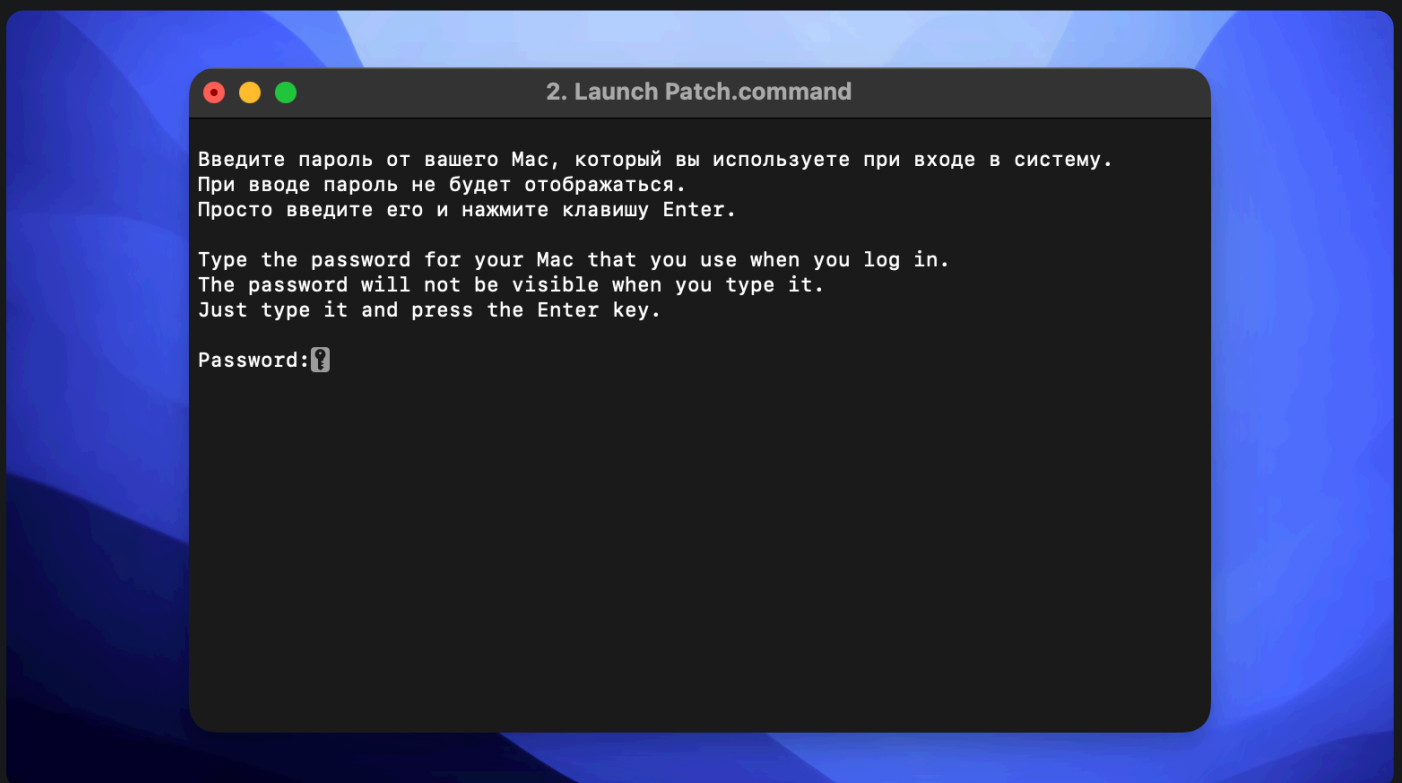 2. Launch Patch.command
Введите пароль от вашего Mac, который вы используете при входе в систему.
При вводе пароль не будет отображаться.
Просто введите его и нажмите клавишу Enter.
Type the password for your Mac that you use when you log in.
The password will not be visible when you type it.
Just type it and press the Enter key.
Password: